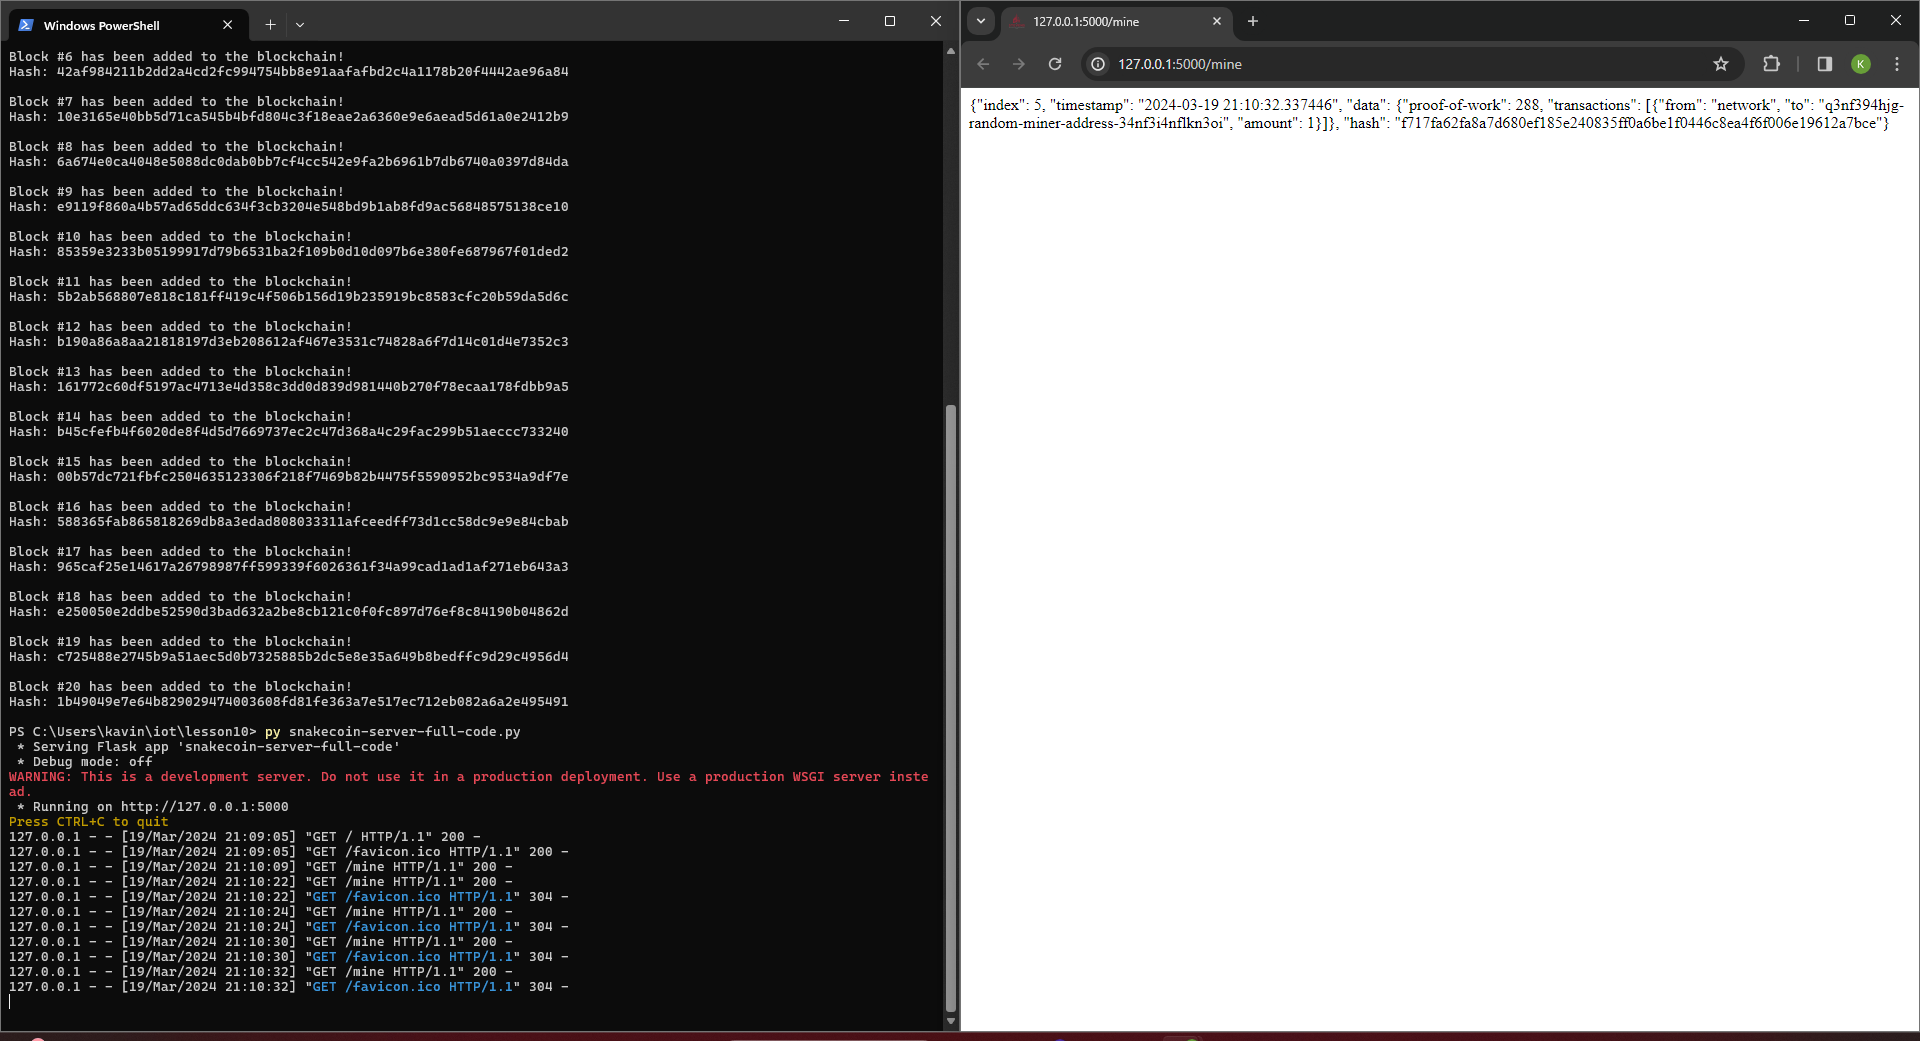 Windows PowerShell
Block #6 has been added to the blockchain!
Hash: 42af984211b2dd2a4cd2fc994754bb8e91aafafbd2c4a1178b20f4442ae96a84
Block #7 has been added to the blockchain!
Hash: 10e3165e40bb5d71ca545b4bfd804c3f18eae2a6360e9e6aead5d61a0e2412b9
Block #8 has been added to the blockchain!
Hash: 6a674e0ca4048e5088dc0dab0bb7cf4cc542e9fa2b6961b7db6740a0397d84da
Block #9 has been added to the blockchain!
Hash: e9119f860a4b57ad65ddc634f3cb3204e548bd9b1ab8fd9ac56848575138ce10
Block #10 has been added to the blockchain!
Hash: 85359e3233b05199917d79b6531ba2f109b0d10d097b6e380fe687967f01ded2
Block #11 has been added to the blockchain!
Hash: 5b2ab568807e818c181ff419c4f506b156d19b235919bc8583cfc20b59da5d6c
Block #12 has been added to the blockchain!
Hash: b190a86a8aa21818197d3eb208612af467e3531c74828a6f7d14c01d4e7352c3
Block #13 has been added to the blockchain!
Hash: 161772c60df5197ac4713e4d358c3dd0d839d981440b270f78ecaa178fdbb9a5
Block #14 has been added to the blockchain!
Hash: b45cfefb4f6020de8f4d5d7669737ec2c47d368a4c29fac299b51aeccc733240
Block #15 has been added to the blockchain!
Hash: 00b57dc721fbfc2504635123306f218f7469b82b4475f5590952bc9534a9df7e
Block #16 has been added to the blockchain!
Hash: 588365fab865818269db8a3edad808033311afceedff73d1cc58dc9e9e84cbab
Block #17 has been added to the blockchain!
Hash: 965caf25e14617a26798987ff599339f6026361f34a99cad1ad1af271eb643a3
Block #18 has been added to the blockchain!
Hash: e250050e2ddbe52590d3bad632a2be8cb121c0f0fc897d76ef8c84190b04862d
Block #19 has been added to the blockchain!
Hash: c725488e2745b9a51aec5d0b7325885b2dc5e8e35a649b8bedffc9d29c4956d4
Block #20 has been added to the blockchain!
Hash: 1b49049e7e64b829029474003608fd81fe363a7e517ec712eb082a6a2e495491
PS C:\Users\kavin\iot\lesson10> py snakecoin-server-full-code.py
 * Serving Flask app 'snakecoin-server-full-code'
 * Debug mode: off
WARNING: This is a development server. Do not use it in a production deployment. Use a production WSGI server inste
ad.
 * Running on http://127.0.0.1:5000
Press CTRL+C to quit
127.0.0.1 - - [19/Mar/2024 21:09:05] "GET / HTTP/1.1" 200 -
127.0.0.1 - - [19/Mar/2024 21:09:05] "GET /favicon.ico HTTP/1.1" 200 -
127.0.0.1 - - [19/Mar/2024 21:10:09] "GET /mine HTTP/1.1" 200 -
127.0.0.1 - - [19/Mar/2024 21:10:22] "GET /mine HTTP/1.1" 200 -
127.0.0.1 - - [19/Mar/2024 21:10:22] "GET /favicon.ico HTTP/1.1" 304 -
127.0.0.1 - - [19/Mar/2024 21:10:24] "GET /mine HTTP/1.1" 200 -
127.0.0.1 - - [19/Mar/2024 21:10:24] "GET /favicon.ico HTTP/1.1" 304 -
127.0.0.1 - - [19/Mar/2024 21:10:30] "GET /mine HTTP/1.1" 200 -
127.0.0.1 - - [19/Mar/2024 21:10:30] "GET /favicon.ico HTTP/1.1" 304 -
127.0.0.1 - - [19/Mar/2024 21:10:32] "GET /mine HTTP/1.1" 200 -
127.0.0.1 - - [19/Mar/2024 21:10:32] "GET /favicon.ico HTTP/1.1" 304 -
127.0.0.1:5000/mine
127.0.0.1:5000/mine
K
{"index": 5, "timestamp": "2024-03-19 21:10:32.337446", "data": {"proof-of-work": 288, "transactions": [{"from": "network", "to": "q3nf394hjg-
random-miner-address-34nf3i4nflkn3oi", "amount": 1}]}, "hash": "f717fa62fa8a7d680ef185e240835ff0a6be1f0446c8ea4f6f006e19612a7bce"}